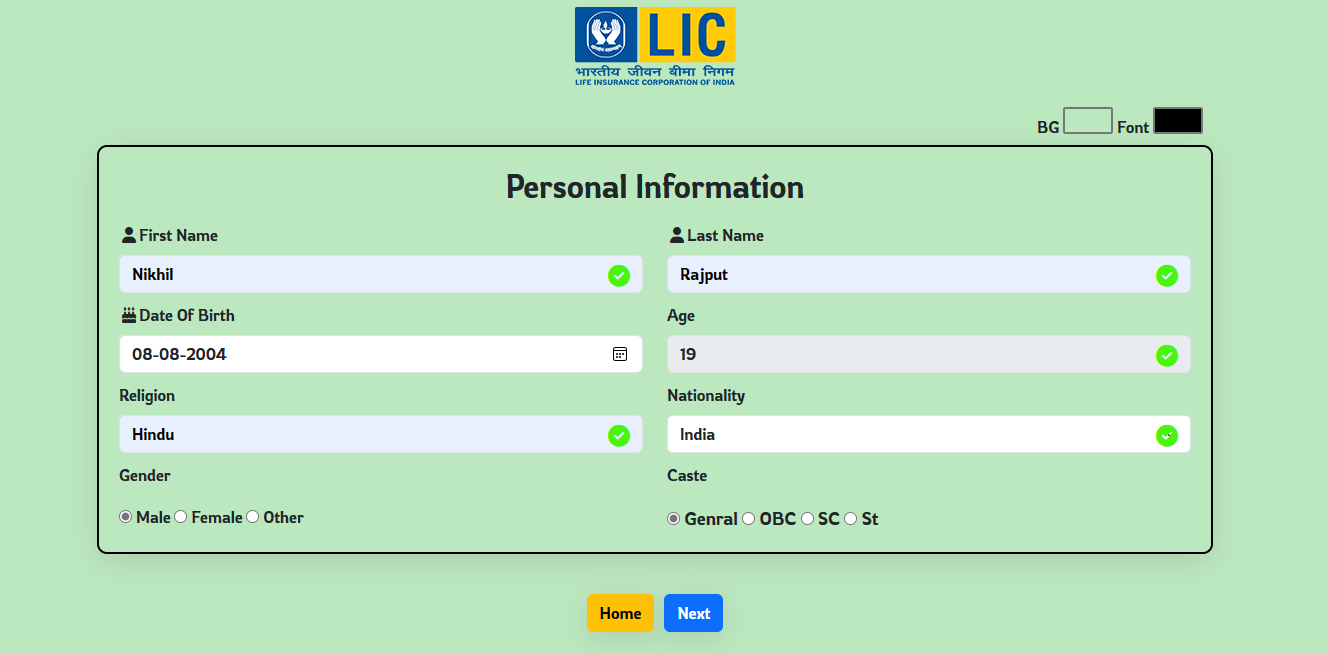 LIC
भारतीय जीवन बीमा निगम
LIFE INSURANCE CORPORATION OF INDIA
BG Font
Personal Information
First Name Last Name
Nikhil Rajput
Date Of Birth Age
08-08-2004 19
Religion Nationality
Hindu India
Gender Caste
Male Female Other Genral OBC SC St
Home Next